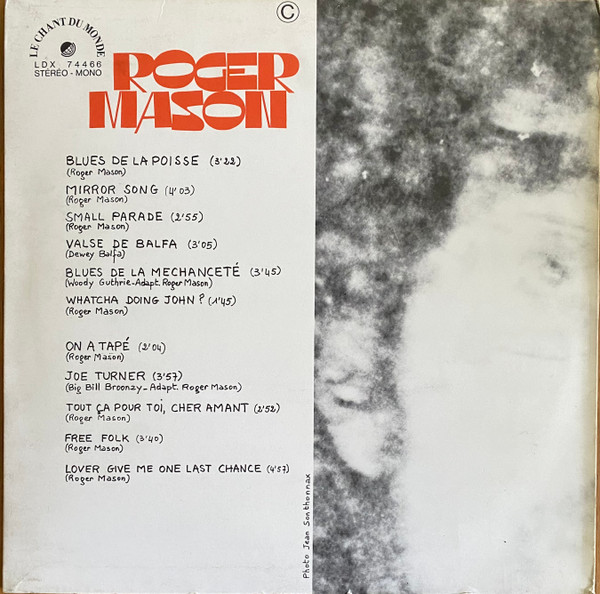 LE CHANT DU MONDE
LDX 74466
STÉRÉO - MONO
C
ROGER
MASON
BLUES DE LA POISSE (3'22)
(Roger Mason)
MIRROR SONG (4'03)
(Roger Mason)
SMALL PARADE (2'55)
(Roger Mason)
VALSE DE BALFA (3'05)
(Dewey Balfa)
BLUES DE LA MECHANCETÉ (3'45)
(Woody Guthrie-Adapt. Roger Mason)
WHATCHA DOING JOHN? (1'45)
(Roger Mason)
ON A TAPÉ (2'04)
(Roger Mason)
JOE TURNER (3'57)
(Big Bill Broonzy-Adapt. Roger Mason)
TOUT ÇA POUR TOI, CHER AMANT (2'52)
(Roger Mason)
FREE FOLK (3'40)
(Roger Mason)
LOVER GIVE ME ONE LAST CHANCE (4'57)
(Roger Mason)
Photo Jean Sonthonnax